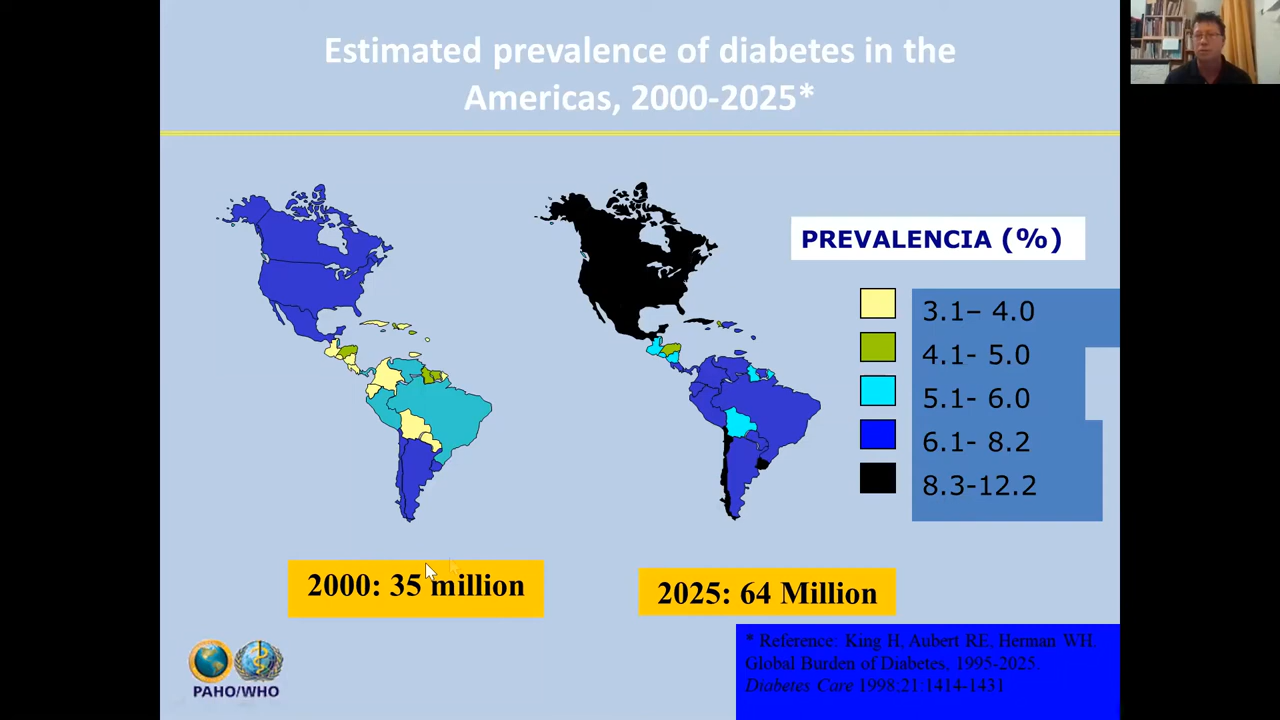 Estimated prevalence of diabetes in the
Americas, 2000-2025*
PREVALENCIA (%)
3.1– 4.0
4.1- 5.0
5.1- 6.0
6.1- 8.2
8.3-12.2
2000: 35 million
2025: 64 Million
* Reference: King H, Aubert RE, Herman WH.
Global Burden of Diabetes, 1995-2025.
Diabetes Care 1998;21:1414-1431
PAHO/WHO